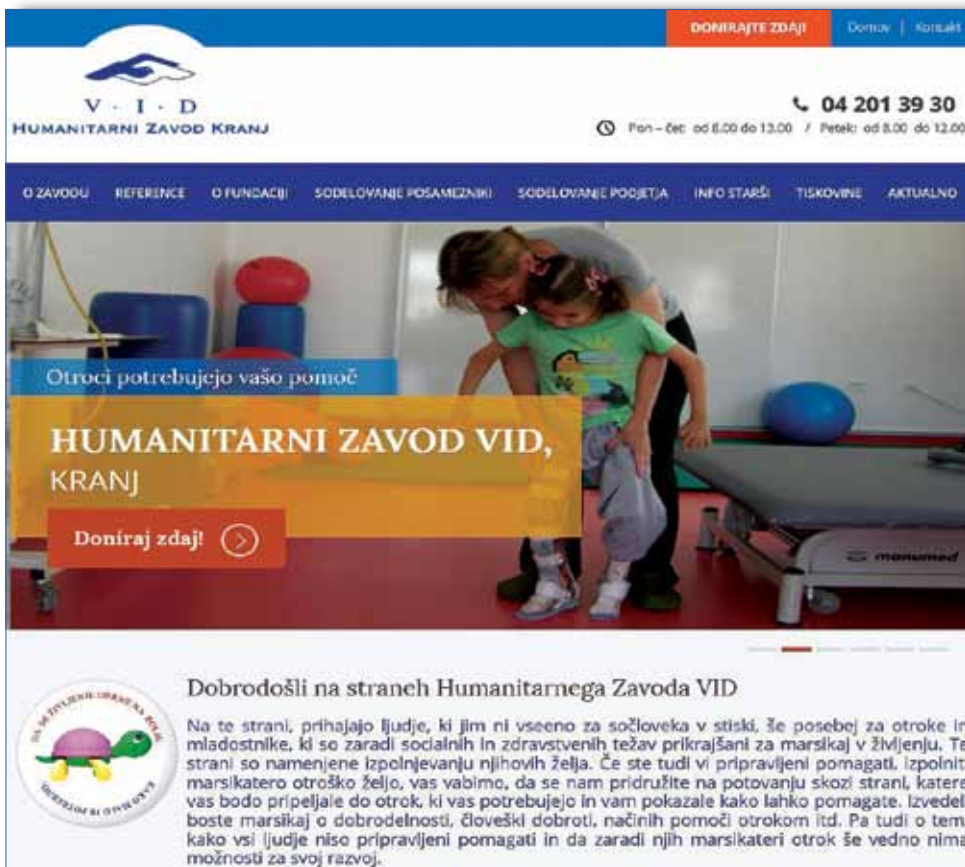 DONIRAJTE ZDAJ! Domov | Kontakt
V · I · D
HUMANITARNI ZAVOD KRANJ
04 201 39 30
Pon – čet: od 8.00 do 13.00 / Petek: od 8.00 do 12.00
O ZAVODU REFERENCE O FUNDACIJI SODELOVANJE POSAMEZNIKI SODELOVANJE PODJETJA INFO STARŠI TISKOVINE AKTUALNO
Otroci potrebujejo vašo pomoč
HUMANITARNI ZAVOD VID,
KRANJ
Doniraj zdaj!
manumed
Dobrodošli na straneh Humanitarnega Zavoda VID
Na te strani, prihajajo ljudje, ki jim ni vseeno za sočloveka v stiski, še posebej za otroke in
mladostnike, ki so zaradi socialnih in zdravstvenih težav prikrajšani za marsikaj v življenju. Te
strani so namenjene izpolnjevanju njihovih želja. Če ste tudi vi pripravljeni pomagati, izpolniti
marsikatero otroško željo, vas vabimo, da se nam pridružite na potovanju skozi strani, katere
vas bodo pripeljale do otrok, ki vas potrebujejo in vam pokazale kako lahko pomagate. Izvedeli
boste marsikaj o dobrodelnosti, človeški dobroti, načinih pomoči otrokom itd. Pa tudi o tem,
kako vsi ljudje niso pripravljeni pomagati in da zaradi njih marsikateri otrok še vedno nima
možnosti za svoj razvoj.